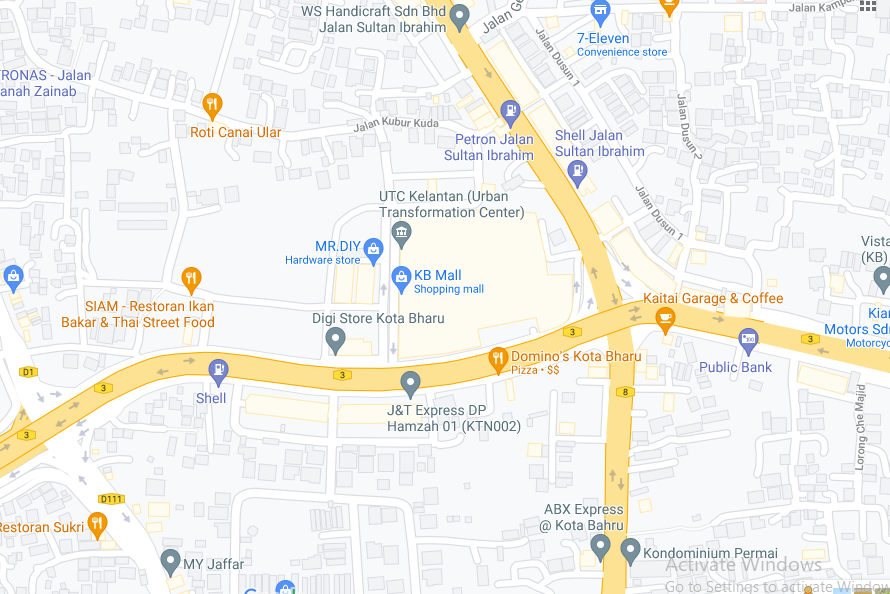 WS Handicraft Sdn Bhd
Jalan Sultan Ibrahim
7-Eleven
Convenience store
Jalan Dusun 1
Jalan Kampu
TRONAS - Jalan
anah Zainab
Roti Canai Ular
Jalan Kubur Kuda
Petron Jalan
Sultan Ibrahim
Shell Jalan
Sultan Ibrahim
Jalan Dusun 2
Jalan Dusun 1
UTC Kelantan (Urban
Transformation Center)
MR.DIY
Hardware store
KB Mall
Shopping mall
Vista
(KB)
SIAM - Restoran Ikan
Bakar & Thai Street Food
Digi Store Kota Bharu
Kaitai Garage & Coffee
Kian
Motors Sdn
Motorcyc
3
3
Domino's Kota Bharu
Pizza • $$
Public Bank
D1
3
3
Shell
8
J&T Express DP
Hamzah 01 (KTN002)
Lorong Che Majid
3
D111
Restoran Sukri
ABX Express
@ Kota Bahru
MY Jaffar
Kondominium Permai
Activate Windows
Go to Settings to activate Window